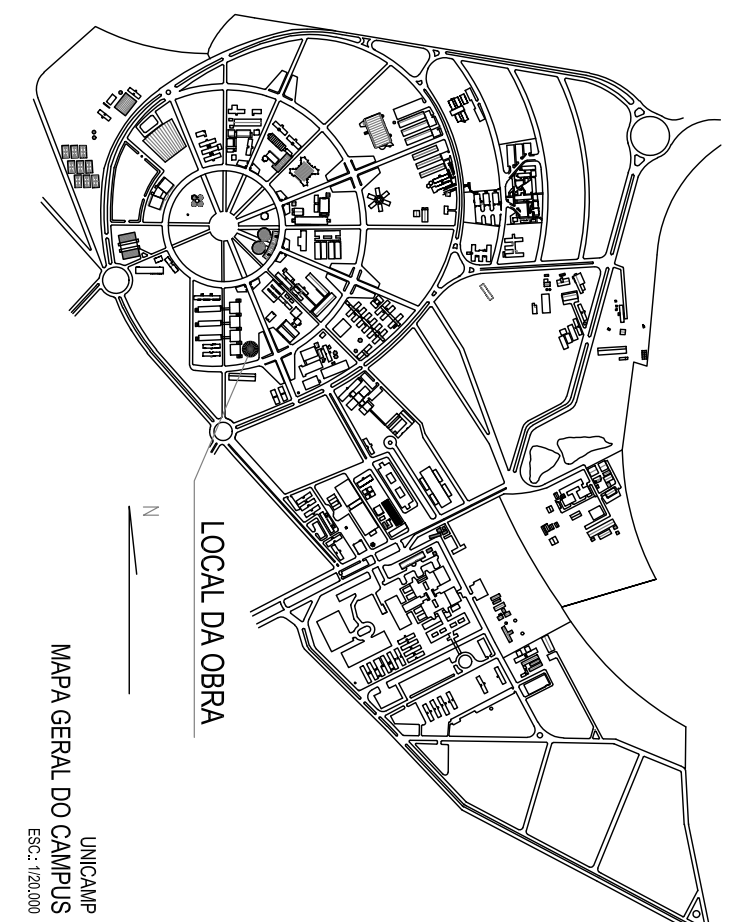 N
LOCAL DA OBRA
UNICAMP
MAPA GERAL DO CAMPUS
ESC.: 1/20.000